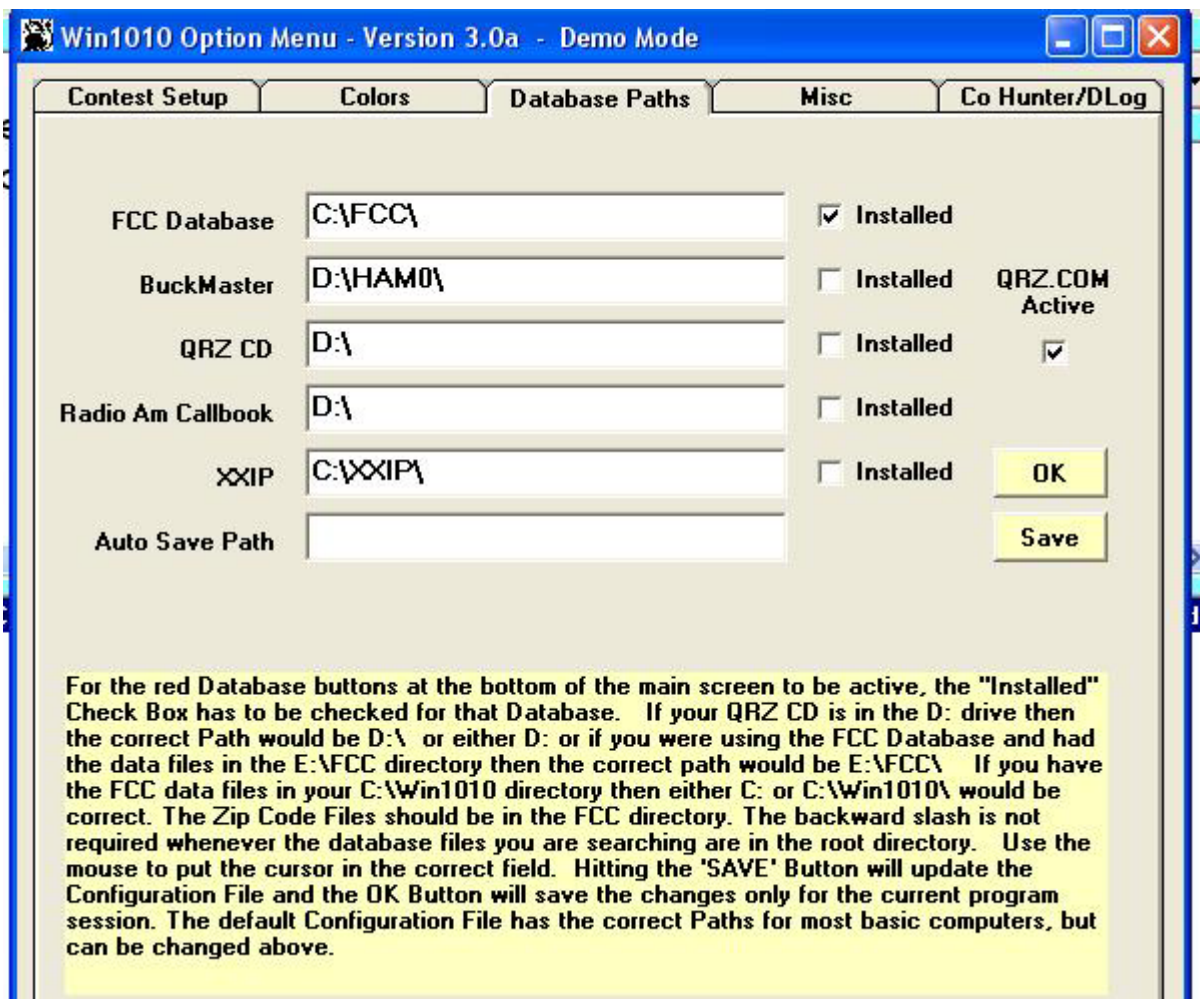 Win1010 Option Menu - Version 3.0a - Demo Mode
Contest Setup Colors Database Paths Misc Co Hunter/DLog
FCC Database C:\FCC\ Installed
BuckMaster D:\HAM0\ Installed QRZ.COM
Active
QRZ CD D:\ Installed
Radio Am Callbook D:\ Installed
XXIP C:\XXIP\ Installed OK
Auto Save Path Save
For the red Database buttons at the bottom of the main screen to be active, the "Installed"
Check Box has to be checked for that Database. If your QRZ CD is in the D: drive then
the correct Path would be D:\ or either D: or if you were using the FCC Database and had
the data files in the E:\FCC directory then the correct path would be E:\FCC\ If you have
the FCC data files in your C:\Win1010 directory then either C: or C:\Win1010\ would be
correct. The Zip Code Files should be in the FCC directory. The backward slash is not
required whenever the database files you are searching are in the root directory. Use the
mouse to put the cursor in the correct field. Hitting the 'SAVE' Button will update the
Configuration File and the OK Button will save the changes only for the current program
session. The default Configuration File has the correct Paths for most basic computers, but
can be changed above.